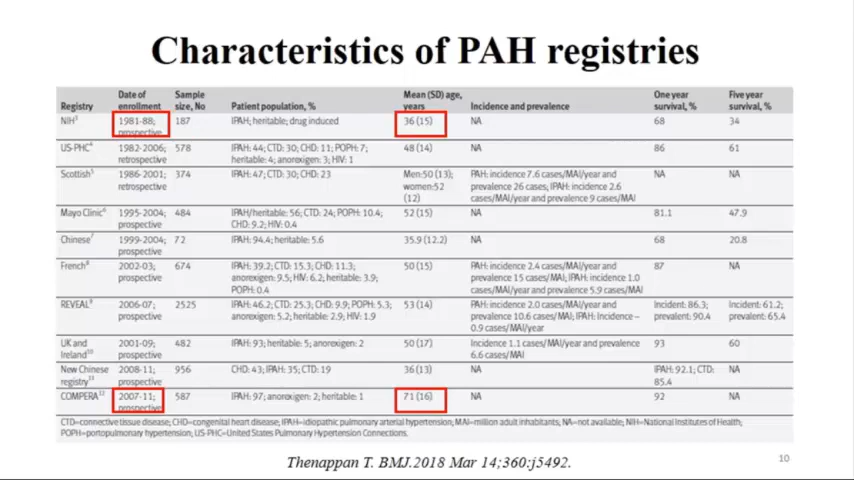 Characteristics of PAH registries
Registry Date of enrollment Sample size, No Patient population, % Mean (SD) age, years Incidence and prevalence One year survival, % Five year survival, %
NIH3 1981-88; prospective 187 IPAH; heritable; drug induced 36 (15) NA 68 34
US-PHC4 1982-2006; retrospective 578 IPAH: 44; CTD: 30; CHD: 11; POPH: 7; heritable: 4; anorexigen: 3; HIV: 1 48 (14) NA 86 61
Scottish5 1986-2001; retrospective 374 IPAH: 47; CTD: 30; CHD: 23 Men:50 (13); women:52 (12) PAH: incidence 7.6 cases/MAI/year and prevalence 26 cases; IPAH: incidence 2.6 cases/MAI/year and prevalence 9 cases/MAI NA NA
Mayo Clinic6 1995-2004; prospective 484 IPAH/heritable: 56; CTD: 24; POPH: 10.4; CHD: 9.2; HIV: 0.4 52 (15) NA 81.1 47.9
Chinese7 1999-2004; prospective 72 IPAH: 94.4; heritable: 5.6 35.9 (12.2) NA 68 20.8
French8 2002-03; prospective 674 IPAH: 39.2; CTD: 15.3; CHD: 11.3; anorexigen: 9.5; HIV: 6.2; heritable: 3.9; POPH: 0.4 50 (15) PAH: incidence 2.4 cases/MAI/year and prevalence 15 cases/MAI; IPAH: incidence 1.0 cases/MAI/year and prevalence 5.9 cases/MAI 87 NA
REVEAL9 2006-07; prospective 2525 IPAH: 46.2; CTD: 25.3; CHD: 9.9; POPH: 5.3; anorexigen: 5.2; heritable: 2.9; HIV: 1.9 53 (14) PAH: incidence 2.0 cases/MAI/year and prevalence 10.6 cases/MAI; IPAH: Incidence– 0.9 cases/MAI/year Incident: 86.3; prevalent: 90.4 Incident: 61.2; prevalent: 65.4
UK and Ireland10 2001-09; prospective 482 IPAH: 93; heritable: 5; anorexigen: 2 50 (17) Incidence 1.1 cases/MAI/year and prevalence 6.6 cases/MAI 93 60
New Chinese registry11 2008-11; prospective 956 CHD: 43; IPAH: 35; CTD: 19 36 (13) NA IPAH: 92.1; CTD: 85.4 NA
COMPERA12 2007-11; prospective 587 IPAH: 97; anorexigen: 2; heritable: 1 71 (16) NA 92 NA
CTD=connective tissue disease; CHD=congenital heart disease; IPAH=idiopathic pulmonary arterial hypertension; MAI=million adult inhabitants; NA=not available; NIH=National Institutes of Health;
POPH=portopulmonary hypertension; US-PHC=United States Pulmonary Hypertension Connections.
Thenappan T. BMJ.2018 Mar 14;360:j5492.
10